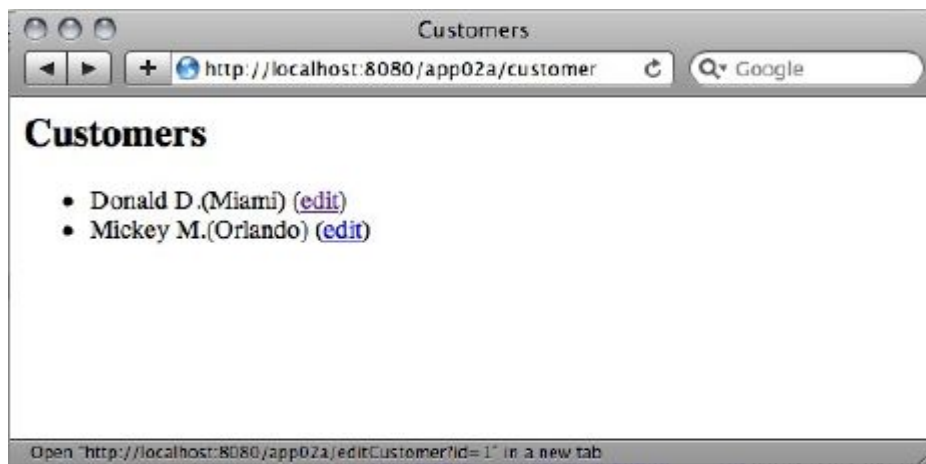 Customers
http://localhost:8080/app02a/customer
Google
Customers
• Donald D.(Miami) (edit)
• Mickey M.(Orlando) (edit)
Open "http://localhost:8080/app02a/editCustomer?id=1" in a new tab